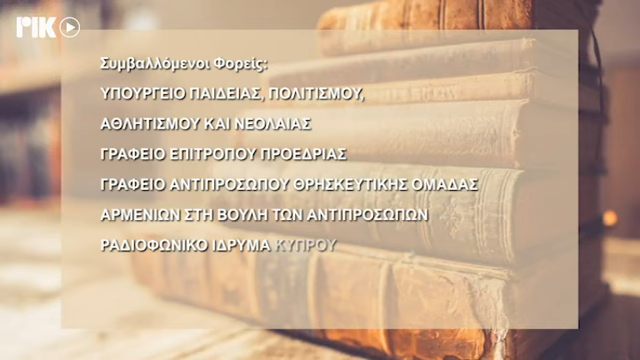 ΡΙΚ
Συμβαλλόμενοι Φορείς:
ΥΠΟΥΡΓΕΙΟ ΠΑΙΔΕΙΑΣ, ΠΟΛΙΤΙΣΜΟΥ,
ΑΘΛΗΤΙΣΜΟΥ ΚΑΙ ΝΕΟΛΑΙΑΣ
ΓΡΑΦΕΙΟ ΕΠΙΤΡΟΠΟΥ ΠΡΟΕΔΡΙΑΣ
ΓΡΑΦΕΙΟ ΑΝΤΙΠΡΟΣΩΠΟΥ ΘΡΗΣΚΕΥΤΙΚΗΣ ΟΜΑΔΑΣ
ΑΡΜΕΝΙΩΝ ΣΤΗ ΒΟΥΛΗ ΤΩΝ ΑΝΤΙΠΡΟΣΩΠΩΝ
ΡΑΔΙΟΦΩΝΙΚΟ ΙΔΡΥΜΑ ΚΥΠΡΟΥ